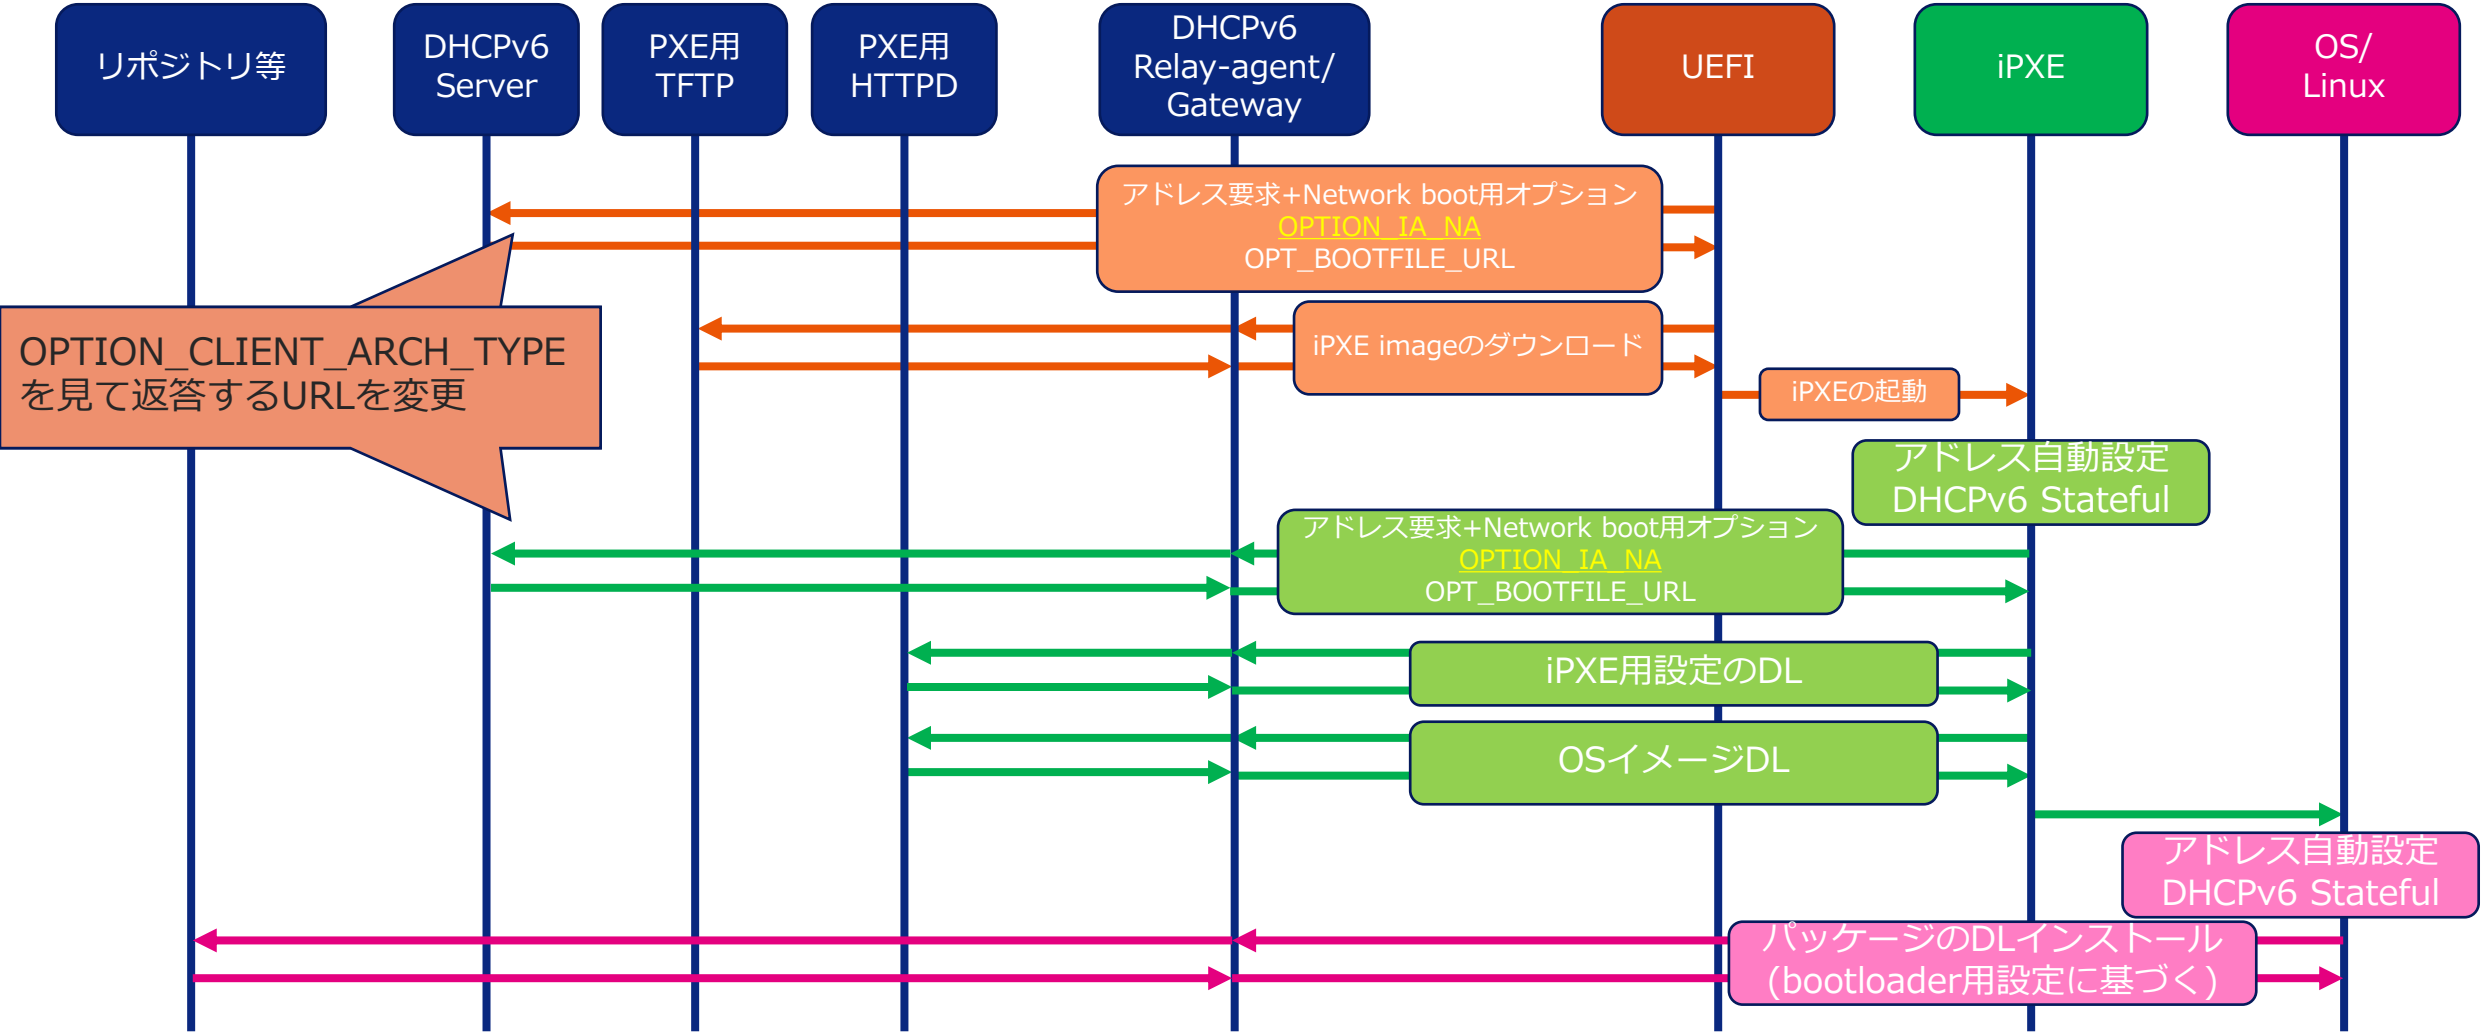 リポジトリ等
DHCPv6
Server
PXE用
TFTP
PXE用
HTTPD
DHCPv6
Relay-agent/
Gateway
UEFI
iPXE
OS/
Linux
アドレス要求+Network boot用オプション
OPTION_IA_NA
OPT_BOOTFILE_URL
OPTION_CLIENT_ARCH_TYPE
を見て返答するURLを変更
iPXE imageのダウンロード
iPXEの起動
アドレス自動設定
DHCPv6 Stateful
アドレス要求+Network boot用オプション
OPTION_IA_NA
OPT_BOOTFILE_URL
iPXE用設定のDL
OSイメージDL
アドレス自動設定
DHCPv6 Stateful
パッケージのDLインストール
(bootloader用設定に基づく)